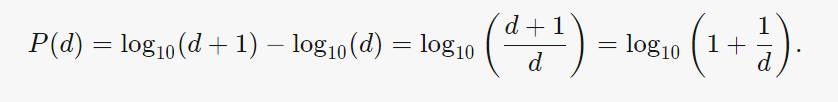 P(d) = log₁₀(d + 1) − log₁₀(d) = log₁₀((d + 1)/d) = log₁₀(1 + 1/d).